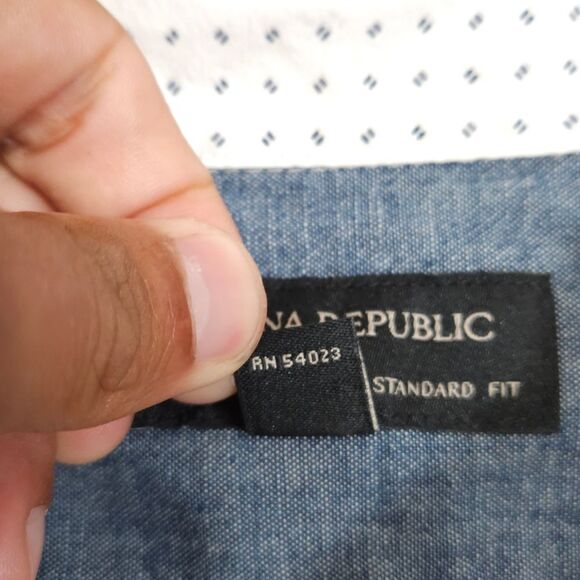 NA REPUBLIC
RN 54023
STANDARD FIT